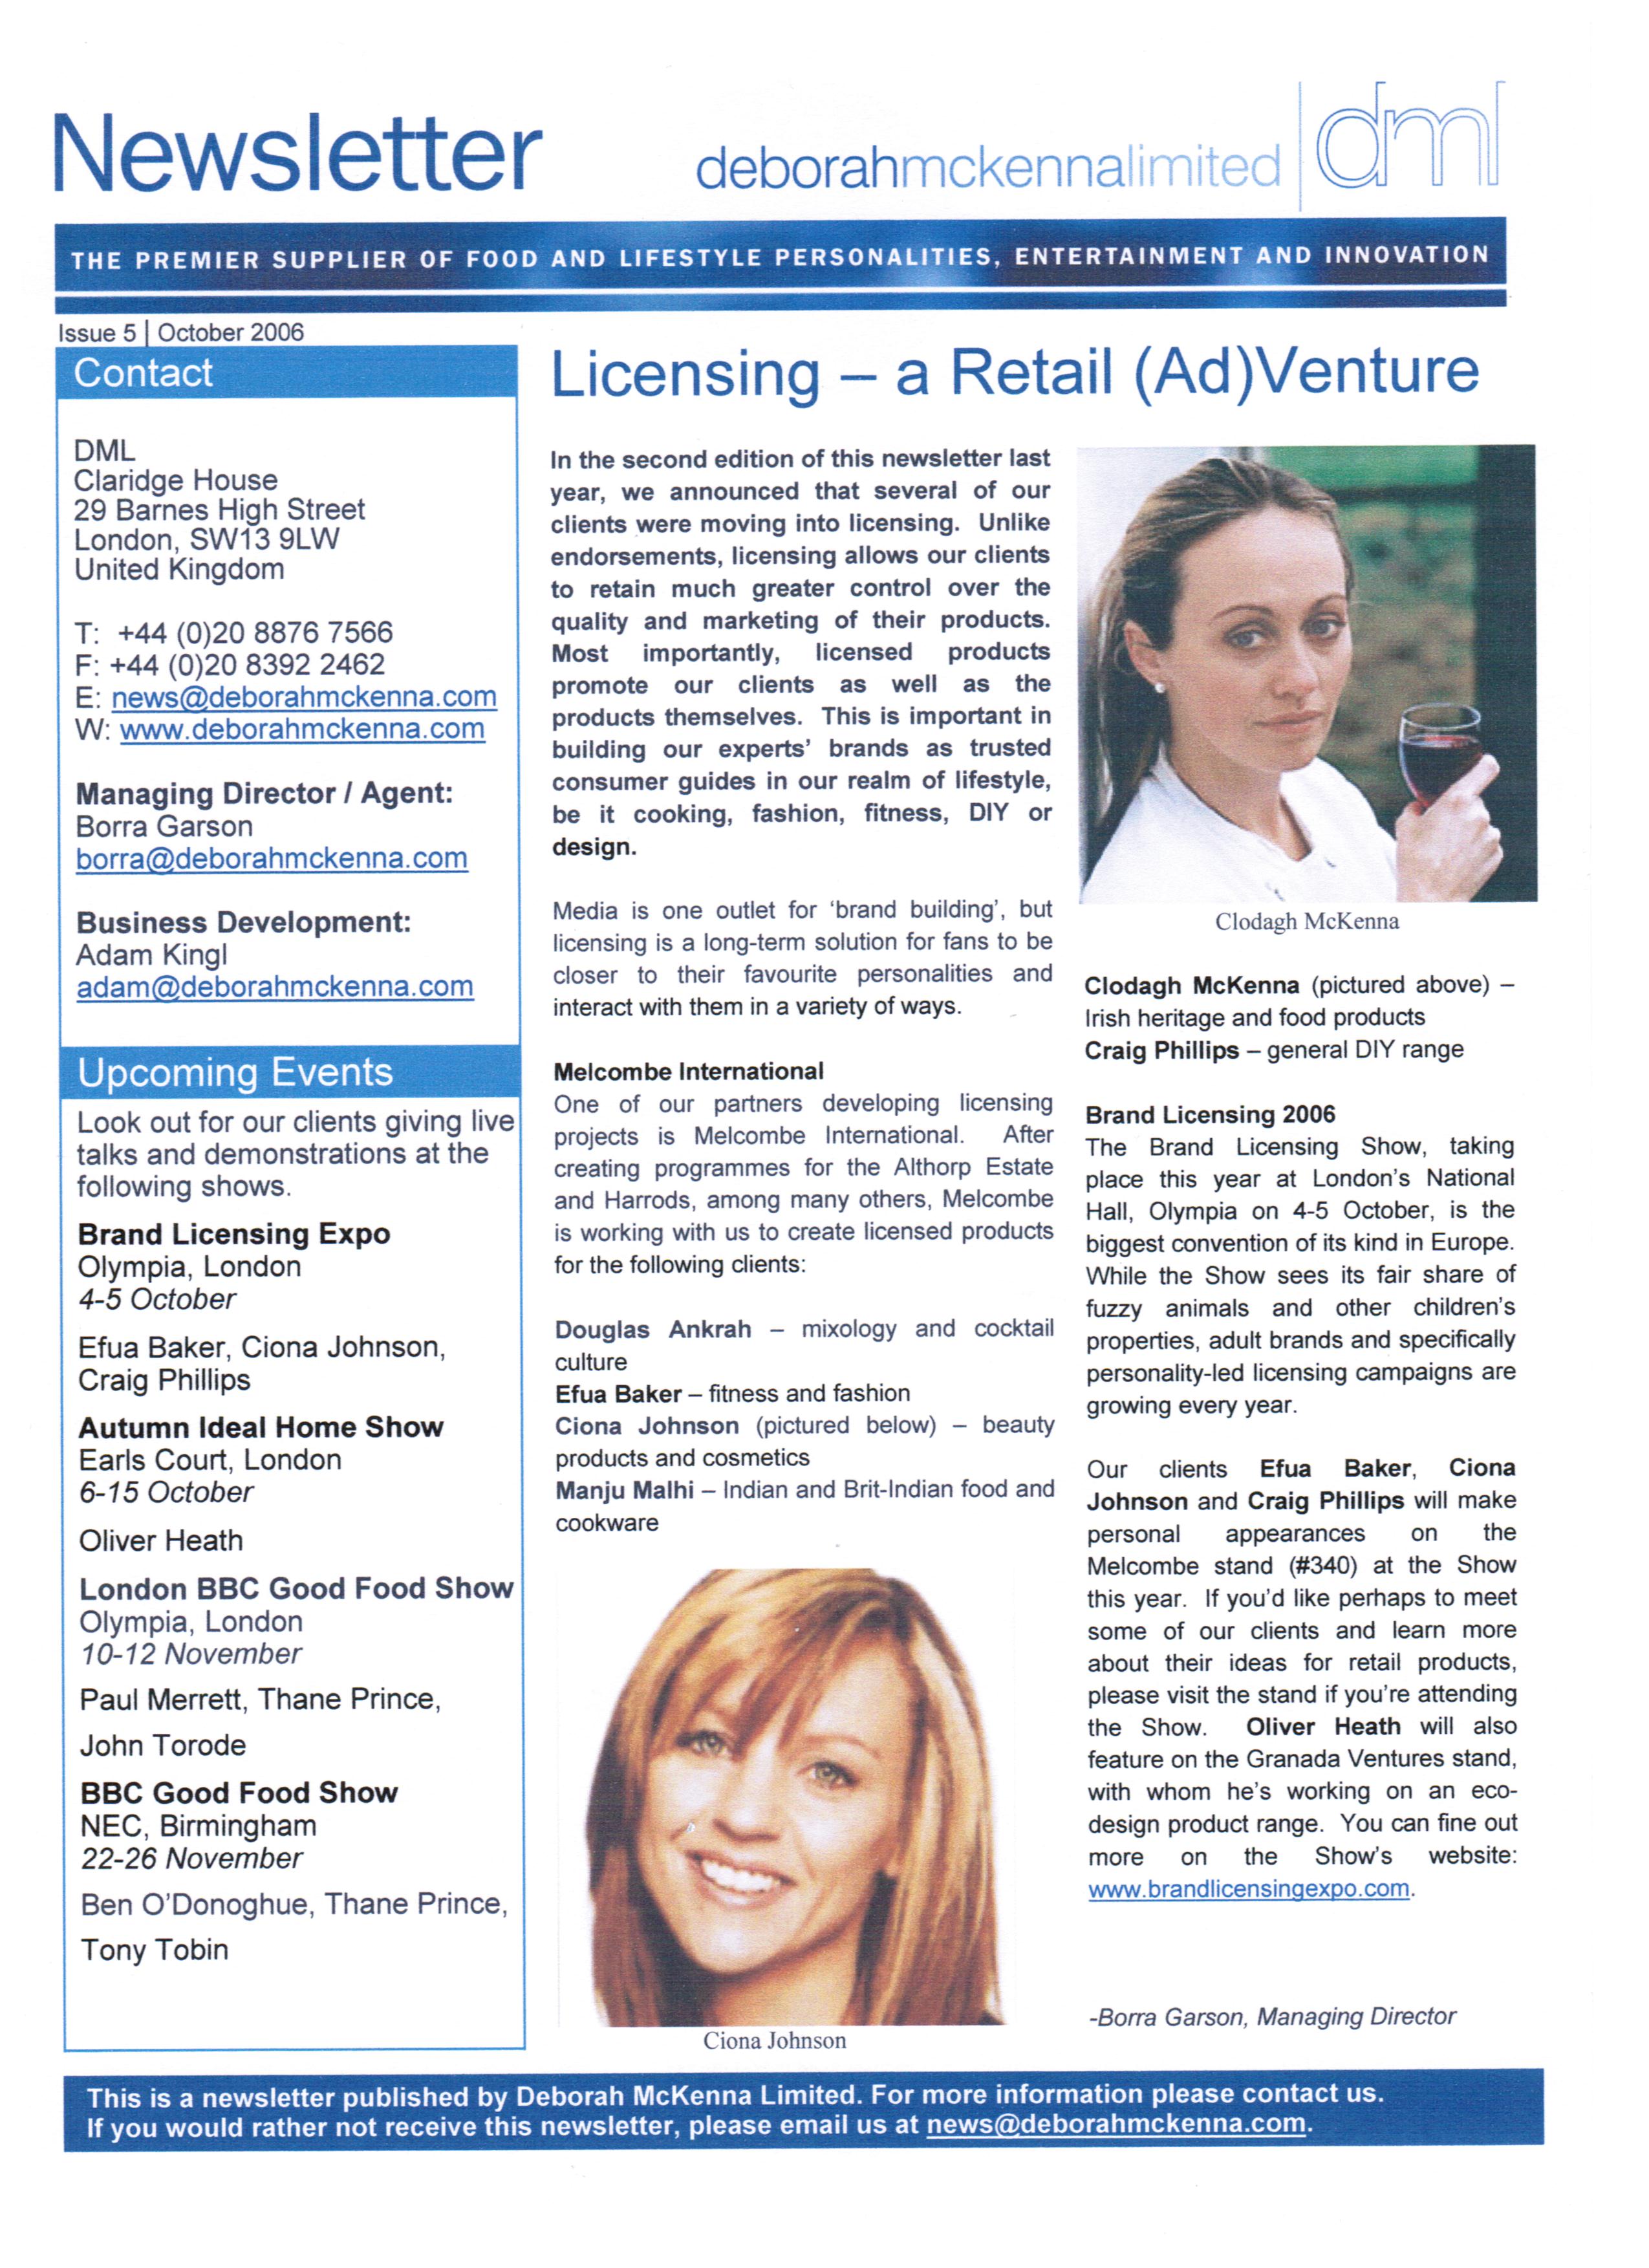 Newsletter
deborahmckennalimited
dml
THE PREMIER SUPPLIER OF FOOD AND LIFESTYLE PERSONALITIES, ENTERTAINMENT AND INNOVATION
Issue 5 | October 2006
Contact
DML
Claridge House
29 Barnes High Street
London, SW13 9LW
United Kingdom
T: +44 (0)20 8876 7566
F: +44 (0)20 8392 2462
E: news@deborahmckenna.com
W: www.deborahmckenna.com
Managing Director / Agent:
Borra Garson
borra@deborahmckenna.com
Business Development:
Adam Kingl
adam@deborahmckenna.com
Upcoming Events
Look out for our clients giving live
talks and demonstrations at the
following shows.
Brand Licensing Expo
Olympia, London
4-5 October
Efua Baker, Ciona Johnson,
Craig Phillips
Autumn Ideal Home Show
Earls Court, London
6-15 October
Oliver Heath
London BBC Good Food Show
Olympia, London
10-12 November
Paul Merrett, Thane Prince,
John Torode
BBC Good Food Show
NEC, Birmingham
22-26 November
Ben O'Donoghue, Thane Prince,
Tony Tobin
Licensing – a Retail (Ad)Venture
In the second edition of this newsletter last
year, we announced that several of our
clients were moving into licensing. Unlike
endorsements, licensing allows our clients
to retain much greater control over the
quality and marketing of their products.
Most importantly, licensed products
promote our clients as well as the
products themselves. This is important in
building our experts' brands as trusted
consumer guides in our realm of lifestyle,
be it cooking, fashion, fitness, DIY or
design.
Media is one outlet for 'brand building', but
licensing is a long-term solution for fans to be
closer to their favourite personalities and
interact with them in a variety of ways.
Melcombe International
One of our partners developing licensing
projects is Melcombe International. After
creating programmes for the Althorp Estate
and Harrods, among many others, Melcombe
is working with us to create licensed products
for the following clients:
Douglas Ankrah – mixology and cocktail
culture
Efua Baker – fitness and fashion
Ciona Johnson (pictured below) – beauty
products and cosmetics
Manju Malhi – Indian and Brit-Indian food and
cookware
Ciona Johnson
Clodagh McKenna
Clodagh McKenna (pictured above) –
Irish heritage and food products
Craig Phillips – general DIY range
Brand Licensing 2006
The Brand Licensing Show, taking
place this year at London's National
Hall, Olympia on 4-5 October, is the
biggest convention of its kind in Europe.
While the Show sees its fair share of
fuzzy animals and other children's
properties, adult brands and specifically
personality-led licensing campaigns are
growing every year.
Our clients Efua Baker, Ciona
Johnson and Craig Phillips will make
personal appearances on the
Melcombe stand (#340) at the Show
this year. If you'd like perhaps to meet
some of our clients and learn more
about their ideas for retail products,
please visit the stand if you're attending
the Show. Oliver Heath will also
feature on the Granada Ventures stand,
with whom he's working on an eco-
design product range. You can fine out
more on the Show's website:
www.brandlicensingexpo.com.
-Borra Garson, Managing Director
This is a newsletter published by Deborah McKenna Limited. For more information please contact us.
If you would rather not receive this newsletter, please email us at news@deborahmckenna.com.